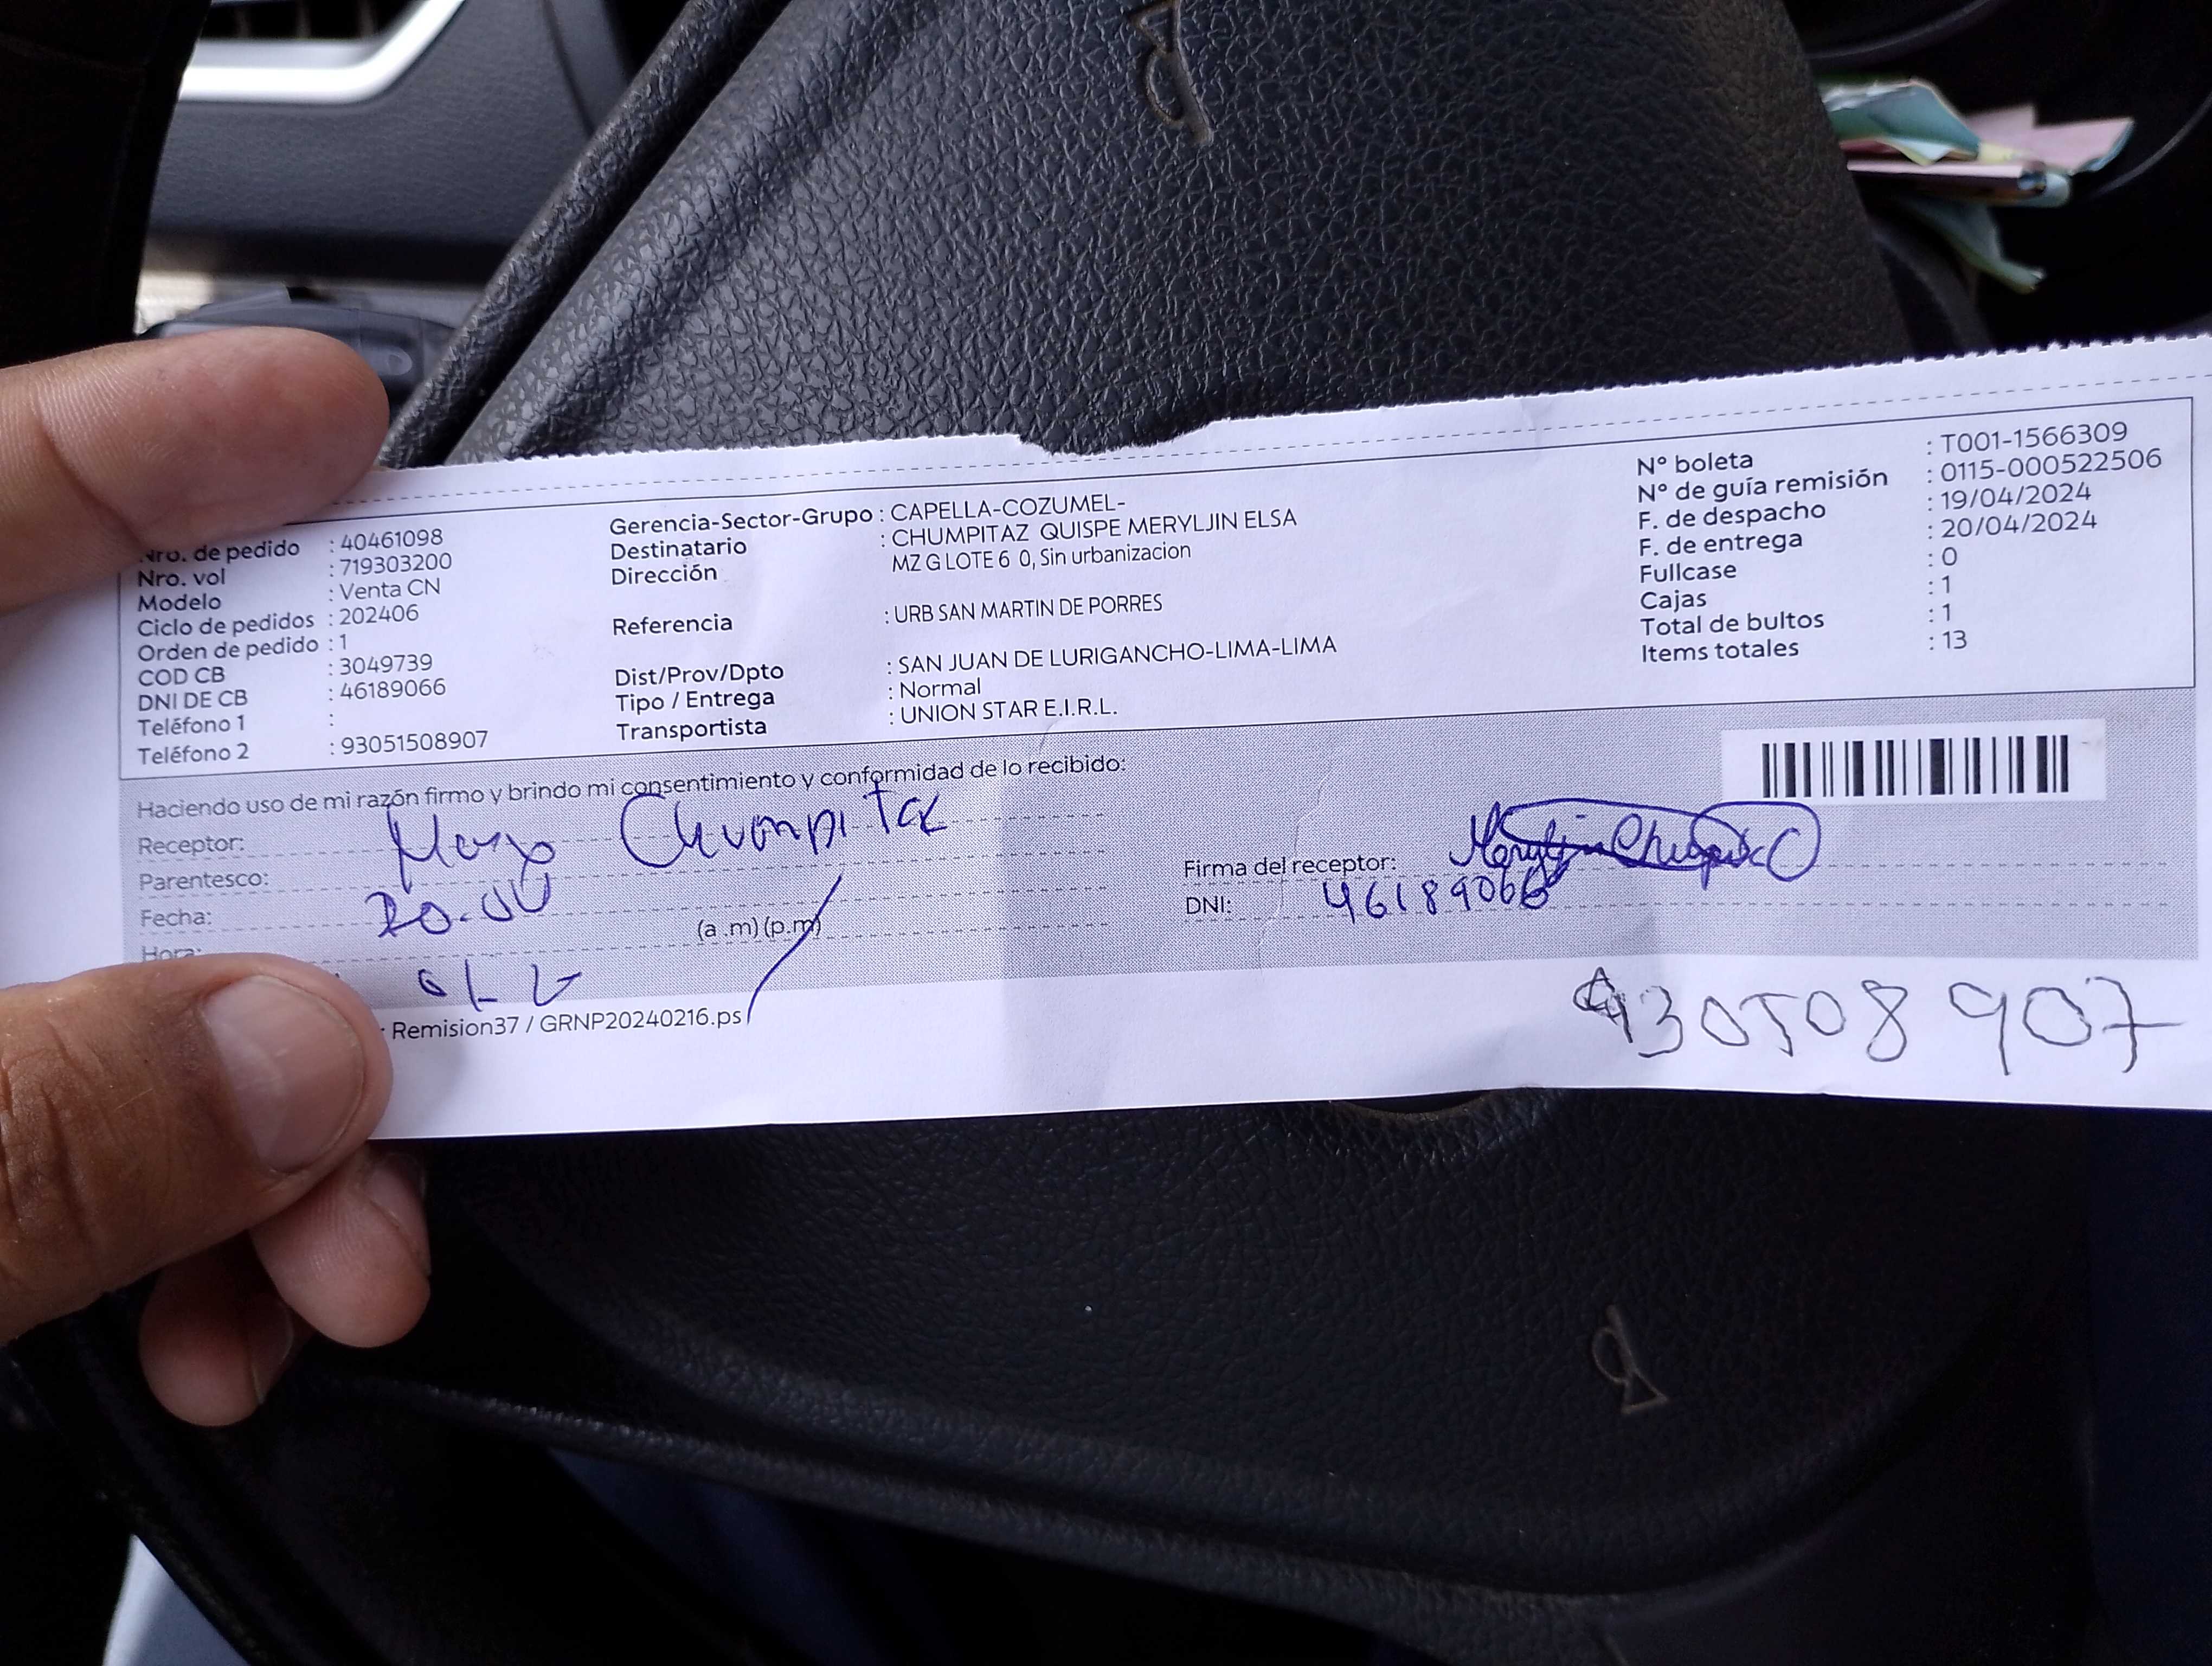 Nro. de pedido : 40461098
Nro. vol : 719303200
Modelo : Venta CN
Ciclo de pedidos : 202406
Orden de pedido : 1
COD CB : 3049739
DNI DE CB : 46189066
Teléfono 1 :
Teléfono 2 : 93051508907
Gerencia-Sector-Grupo : CAPELLA-COZUMEL-
Destinatario : CHUMPITAZ QUISPE MERYLJIN ELSA
Dirección MZ G LOTE 6 0, Sin urbanizacion
Referencia : URB SAN MARTIN DE PORRES
Dist/Prov/Dpto : SAN JUAN DE LURIGANCHO-LIMA-LIMA
Tipo / Entrega : Normal
Transportista : UNION STAR E.I.R.L.
N° boleta : T001-1566309
N° de guía remisión : 0115-000522506
F. de despacho : 19/04/2024
F. de entrega : 20/04/2024
Fullcase : 0
Cajas : 1
Total de bultos : 1
Items totales : 13
Haciendo uso de mi razón firmo y brindo mi consentimiento y conformidad de lo recibido:
Receptor: Chumpitaz
Parentesco:
Fecha:
Hora: (a .m) (p.m)
Firma del receptor:
DNI: 46189066
: Remision37 / GRNP20240216.ps
930508907